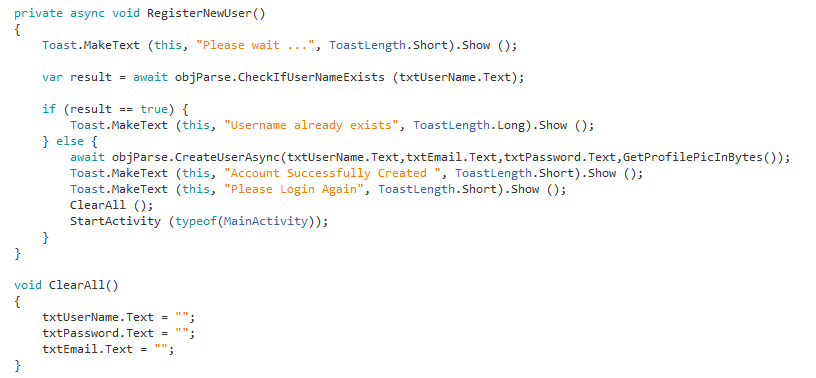 private async void RegisterNewUser()
{
    Toast.MakeText (this, "Please wait ...", ToastLength.Short).Show ();

    var result = await objParse.CheckIfUserNameExists (txtUserName.Text);

    if (result == true) {
        Toast.MakeText (this, "Username already exists", ToastLength.Long).Show ();
    } else {
        await objParse.CreateUserAsync(txtUserName.Text,txtEmail.Text,txtPassword.Text,GetProfilePicInBytes());
        Toast.MakeText (this, "Account Successfully Created ", ToastLength.Short).Show ();
        Toast.MakeText (this, "Please Login Again", ToastLength.Short).Show ();
        ClearAll ();
        StartActivity (typeof(MainActivity));
    }
}

void ClearAll()
{
    txtUserName.Text = "";
    txtPassword.Text = "";
    txtEmail.Text = "";
}